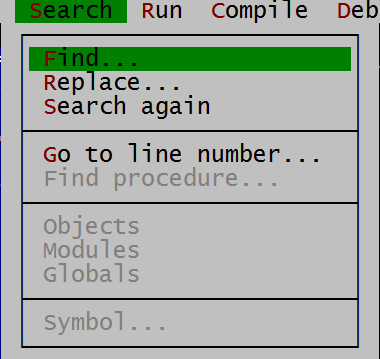 Search Run Compile Deb
Find...
Replace...
Search again
Go to line number...
Find procedure...
Objects
Modules
Globals
Symbol...